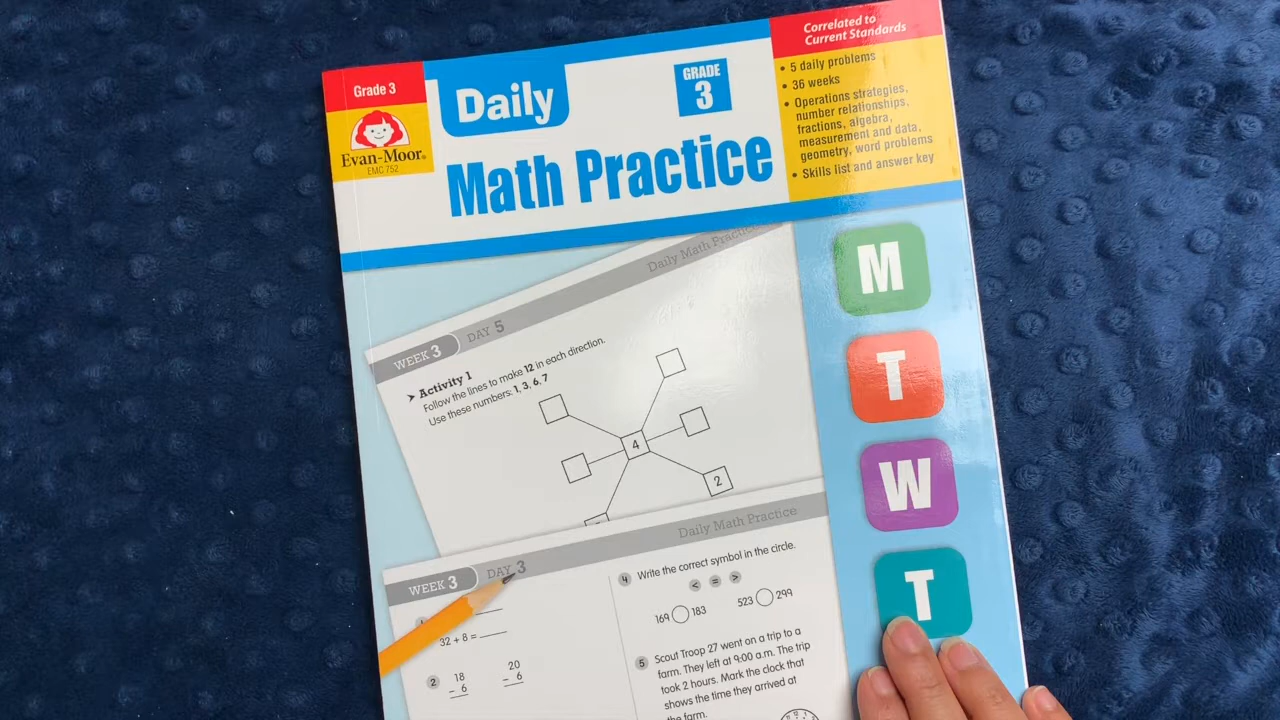 Grade 3
Evan-Moor®
EMC 752
Daily
GRADE
3
Math Practice
Correlated to
Current Standards
• 5 daily problems
• 36 weeks
• Operations strategies,
number relationships,
fractions, algebra,
measurement and data,
geometry, word problems
• Skills list and answer key
M
T
W
T
Daily Math Practice
WEEK 3 DAY 5
➤ Activity 1
Follow the lines to make 12 in each direction.
Use these numbers: 1, 3, 6, 7
4
2
Daily Math Practice
WEEK 3 DAY 3
32 + 8 = ____
2 18 20
– 6 – 6
4 Write the correct symbol in the circle.
< = >
169 ◯ 183 523 ◯ 299
5 Scout Troop 27 went on a trip to a
farm. They left at 9:00 a.m. The trip
took 2 hours. Mark the clock that
shows the time they arrived at
the farm.